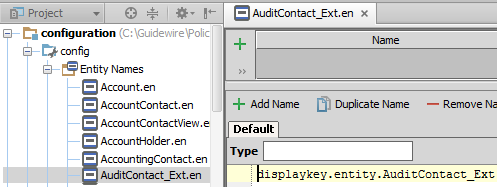 Project
configuration (C:\Guidewire\Polic
config
Entity Names
Account.en
AccountContact.en
AccountContactView.e
AccountHolder.en
AccountingContact.en
AuditContact_Ext.en
AuditContact_Ext.en ×
Name
+ Add Name Duplicate Name — Remove Na
Default
Type
displaykey.entity.AuditContact_Ext